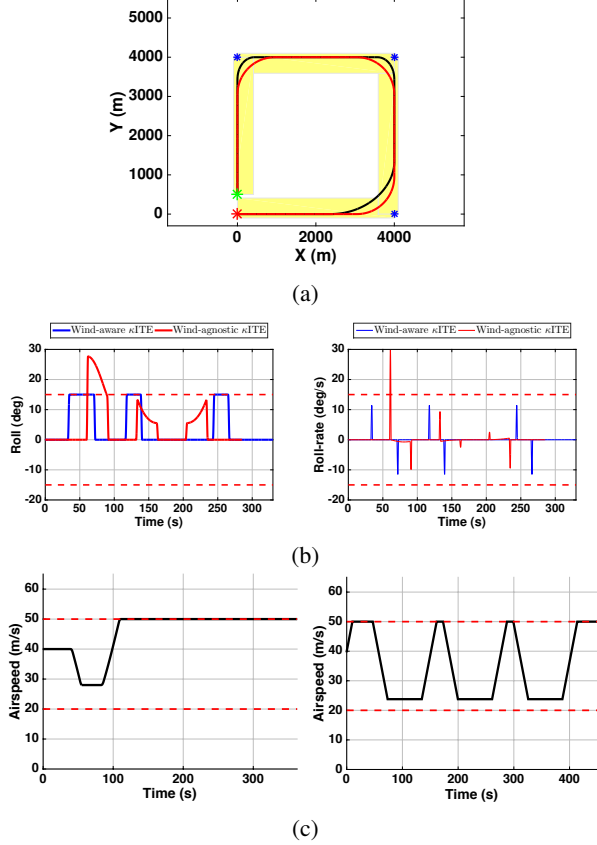 5000
4000
3000
2000
1000
0
Y (m)
0 2000 4000
X (m)
(a)
Wind-aware κITE Wind-agnostic κITE
Wind-aware κITE Wind-agnostic κITE
30
20
10
0
-10
-20
Roll (deg)
0 50 100 150 200 250 300
Time (s)
30
20
10
0
-10
-20
Roll-rate (deg/s)
0 50 100 150 200 250 300
Time (s)
(b)
60
50
40
30
20
10
0
Airspeed (m/s)
0 100 200 300
Time (s)
60
50
40
30
20
10
0
Airspeed (m/s)
0 100 200 300 400
Time (s)
(c)